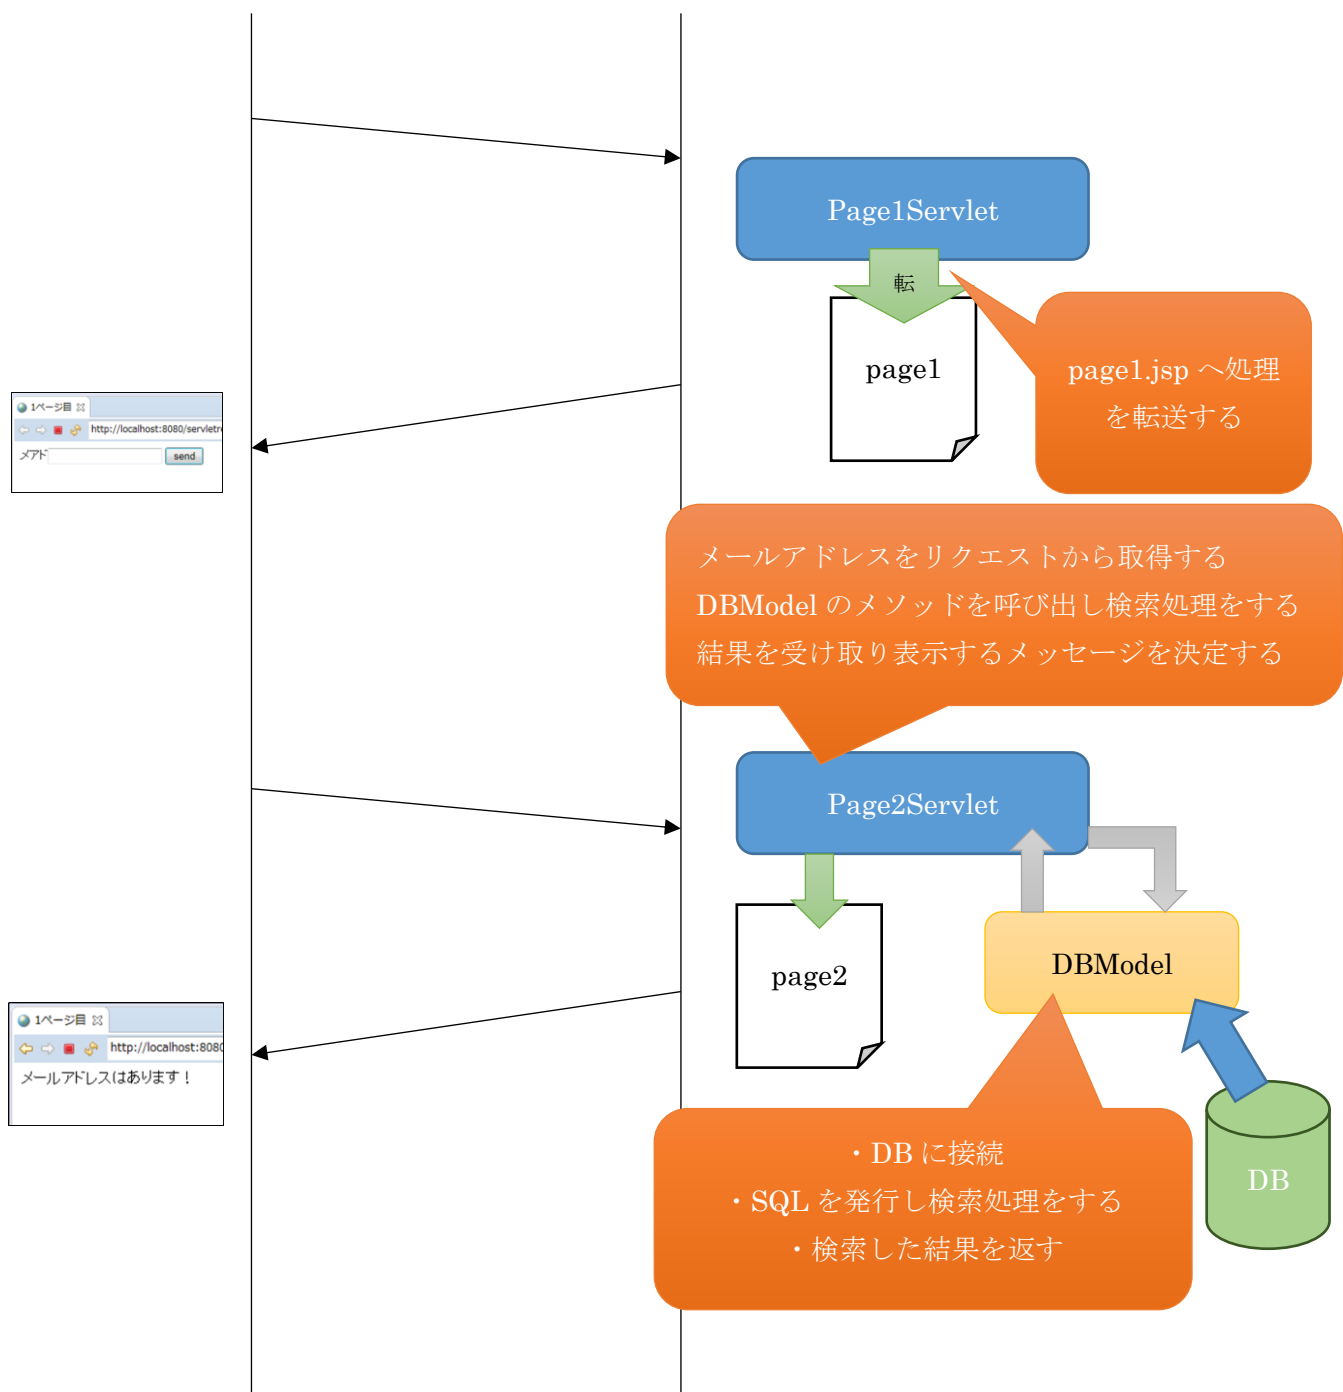 Page1Servlet
転
page1
page1.jsp へ処理
を転送する
1ページ目
http://localhost:8080/servletre
メアド
send
メールアドレスをリクエストから取得する
DBModel のメソッドを呼び出し検索処理をする
結果を受け取り表示するメッセージを決定する
Page2Servlet
page2
DBModel
1ページ目
http://localhost:8080
メールアドレスはあります！
・DB に接続
・SQL を発行し検索処理をする
・検索した結果を返す
DB